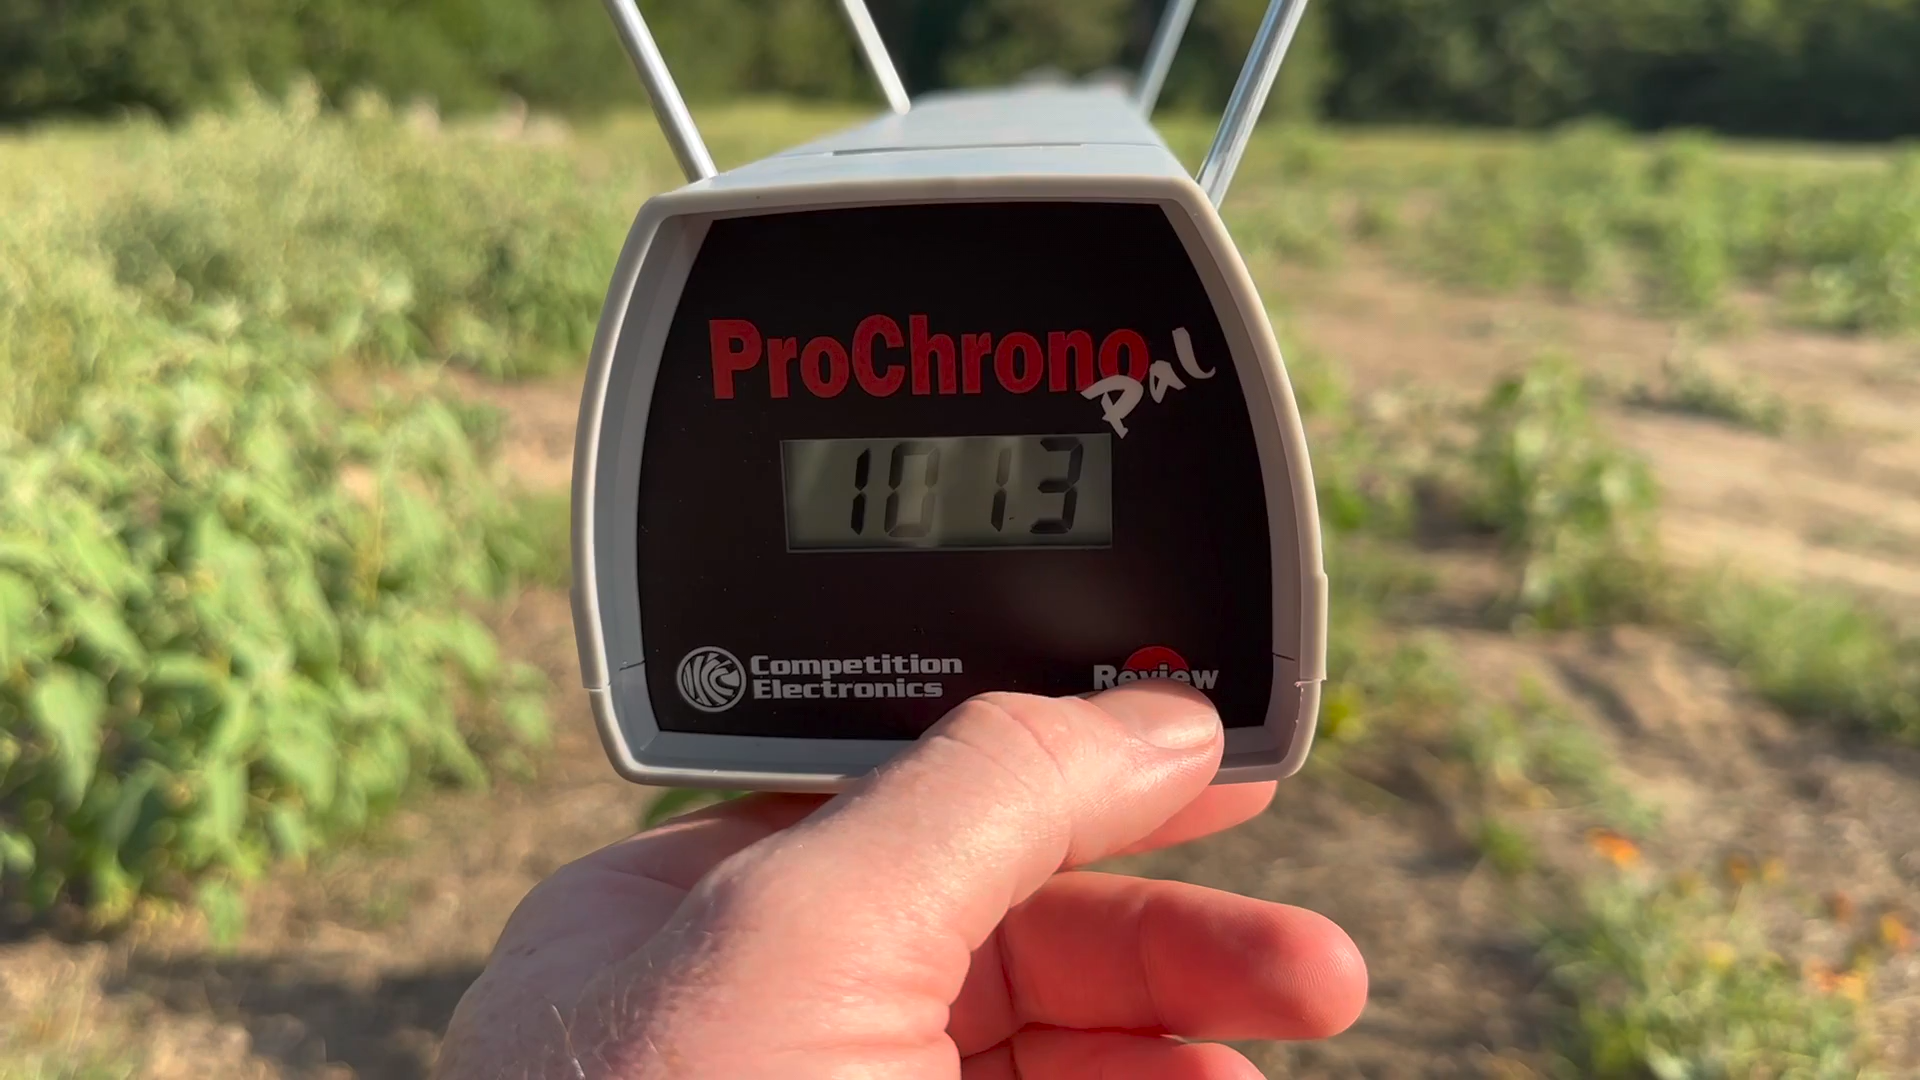 ProChrono
Pal
1013
Competition
Electronics
Review